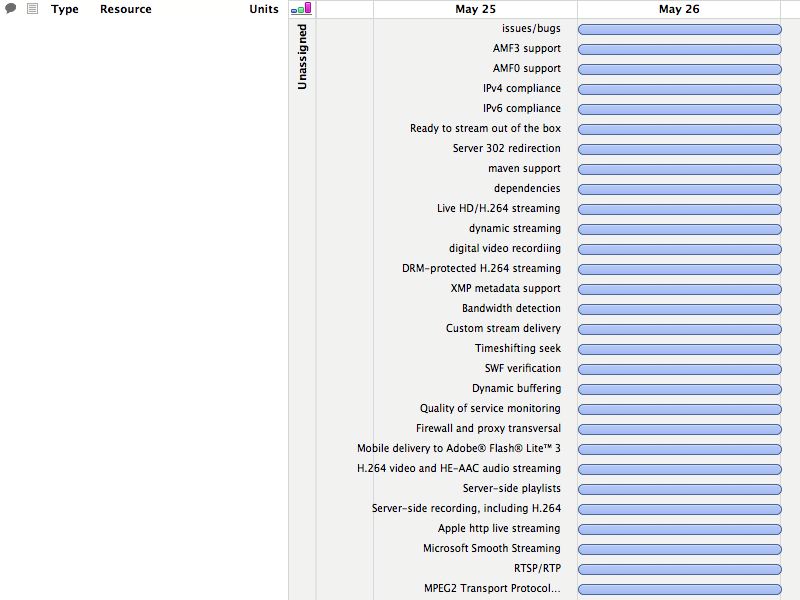 Type Resource Units May 25 May 26
Unassigned
issues/bugs
AMF3 support
AMF0 support
IPv4 compliance
IPv6 compliance
Ready to stream out of the box
Server 302 redirection
maven support
dependencies
Live HD/H.264 streaming
dynamic streaming
digital video recordiing
DRM-protected H.264 streaming
XMP metadata support
Bandwidth detection
Custom stream delivery
Timeshifting seek
SWF verification
Dynamic buffering
Quality of service monitoring
Firewall and proxy transversal
Mobile delivery to Adobe® Flash® Lite™ 3
H.264 video and HE-AAC audio streaming
Server-side playlists
Server-side recording, including H.264
Apple http live streaming
Microsoft Smooth Streaming
RTSP/RTP
MPEG2 Transport Protocol...